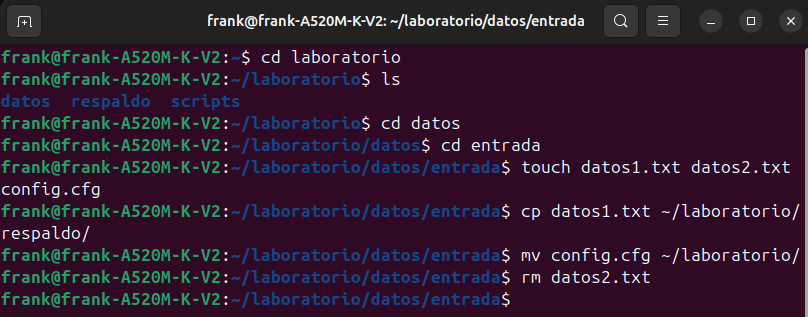 frank@frank-A520M-K-V2: ~/laboratorio/datos/entrada
frank@frank-A520M-K-V2:~$ cd laboratorio
frank@frank-A520M-K-V2:~/laboratorio$ ls
datos  respaldo  scripts
frank@frank-A520M-K-V2:~/laboratorio$ cd datos
frank@frank-A520M-K-V2:~/laboratorio/datos$ cd entrada
frank@frank-A520M-K-V2:~/laboratorio/datos/entrada$ touch datos1.txt datos2.txt
config.cfg
frank@frank-A520M-K-V2:~/laboratorio/datos/entrada$ cp datos1.txt ~/laboratorio/
respaldo/
frank@frank-A520M-K-V2:~/laboratorio/datos/entrada$ mv config.cfg ~/laboratorio/
frank@frank-A520M-K-V2:~/laboratorio/datos/entrada$ rm datos2.txt
frank@frank-A520M-K-V2:~/laboratorio/datos/entrada$